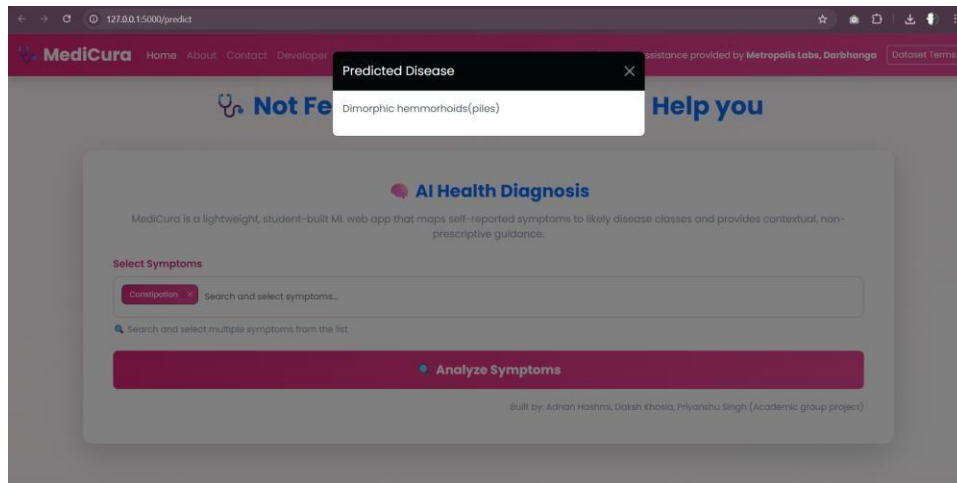 127.0.0.1:5000/predict
MediCura Home About Contact Developer ssistance provided by Metropolis Labs, Darbhanga Dataset Terms
Predicted Disease
Dimorphic hemmorhoids(piles)
Not Fe Help you
AI Health Diagnosis
MediCura is a lightweight, student-built ML web app that maps self-reported symptoms to likely disease classes and provides contextual, non-
prescriptive guidance.
Select Symptoms
Constipation × Search and select symptoms...
Search and select multiple symptoms from the list
Analyze Symptoms
Built by: Adnan Hashmi, Daksh Khosla, Priyanshu Singh (Academic group project)